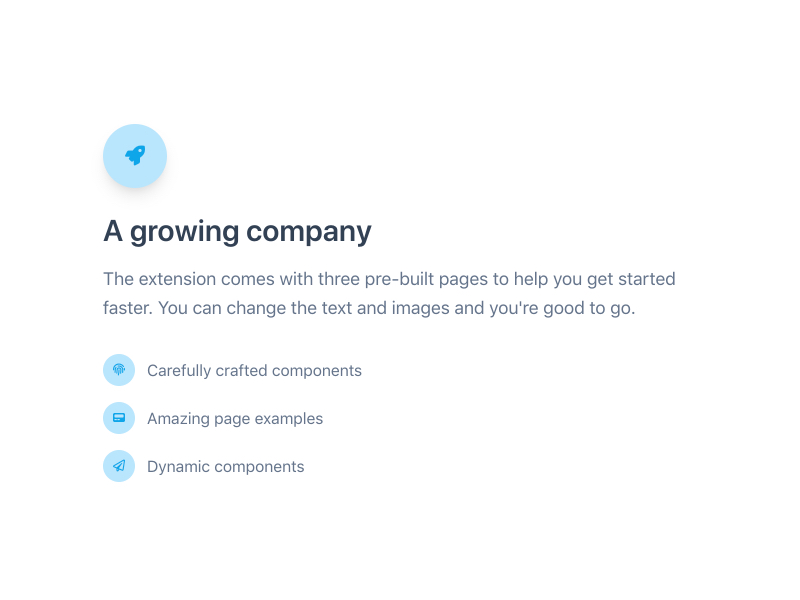 A growing company
The extension comes with three pre-built pages to help you get started
faster. You can change the text and images and you're good to go.
Carefully crafted components
Amazing page examples
Dynamic components